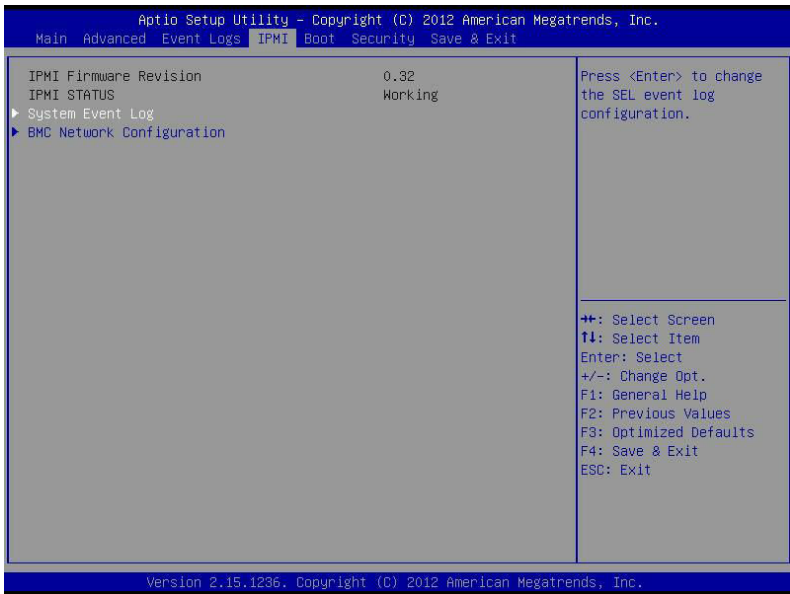 Aptio Setup Utility – Copyright (C) 2012 American Megatrends, Inc.
Main Advanced Event Logs IPMI Boot Security Save & Exit
IPMI Firmware Revision 0.32
IPMI STATUS Working
System Event Log
BMC Network Configuration
Press <Enter> to change
the SEL event log
configuration.
→←: Select Screen
↑↓: Select Item
Enter: Select
+/-: Change Opt.
F1: General Help
F2: Previous Values
F3: Optimized Defaults
F4: Save & Exit
ESC: Exit
Version 2.15.1236. Copyright (C) 2012 American Megatrends, Inc.